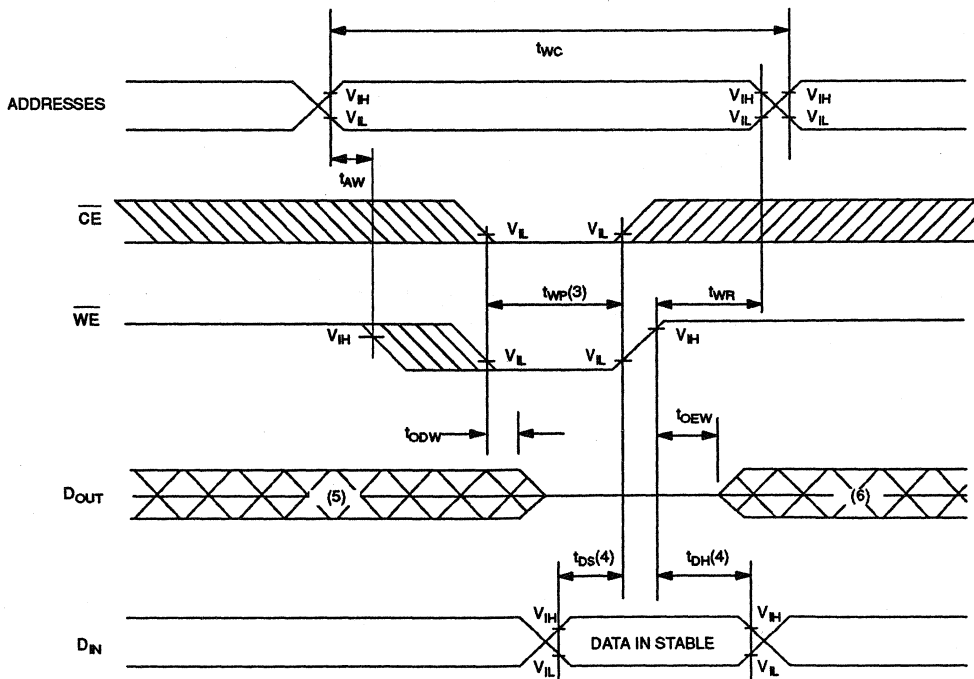 tWC
ADDRESSES
VIH VIH VIH
VIL VIL VIL
tAW
CE
VIL VIL
tWP(3) tWR
WE
VIH VIH
VIL VIL
tODW tOEW
DOUT (5) (6)
tDS(4) tDH(4)
VIH VIH
DIN DATA IN STABLE
VIL VIL